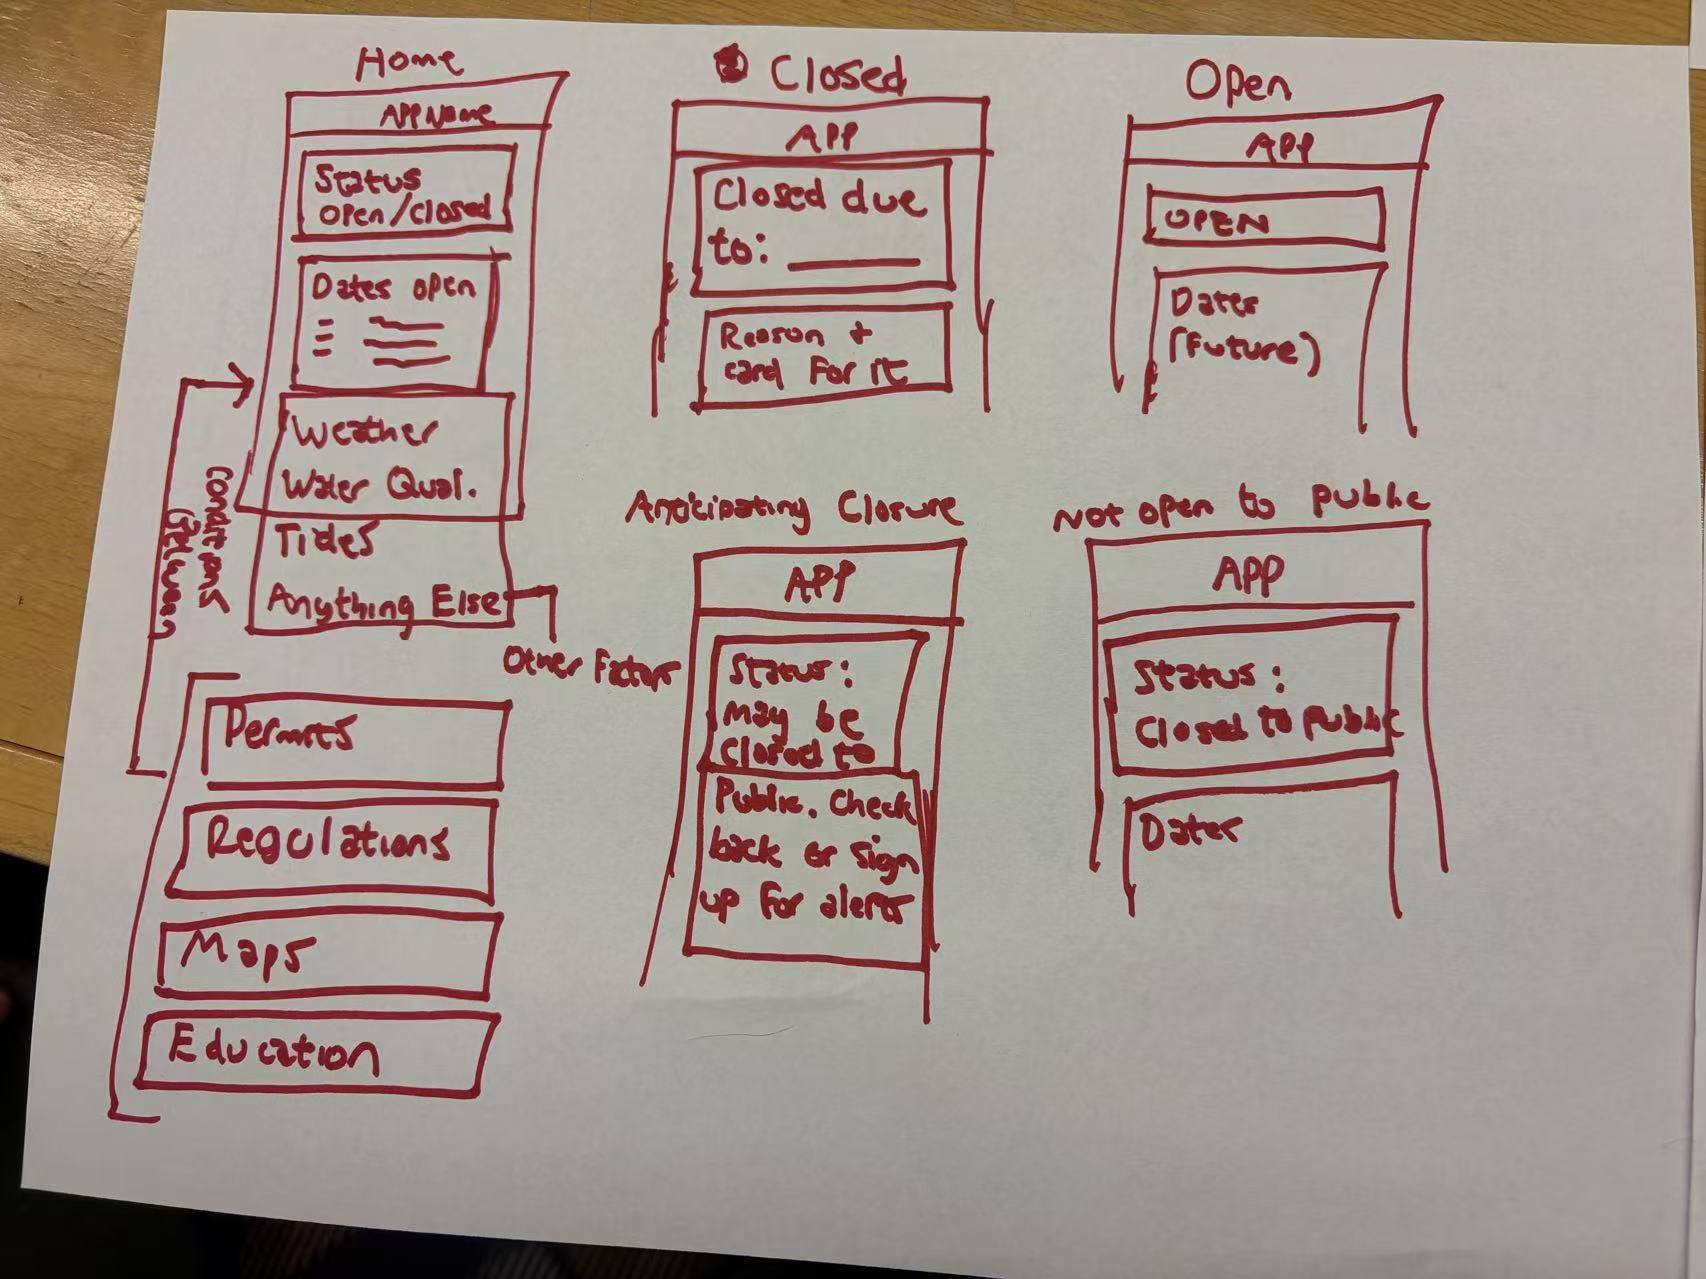 Home
APP Name
Status
open/closed
Dates open
Weather
Water Qual.
Tides
Anything Else
Other Factors
Conditions
Between
Permits
Regulations
Maps
Education
Closed
APP
Closed due
to:
Reason +
card for it
Open
APP
OPEN
Dates
(Future)
Anticipating Closure
APP
Status:
may be
closed to
Public. Check
back or sign
up for alerts
Not open to public
APP
Status:
Closed to public
Dates